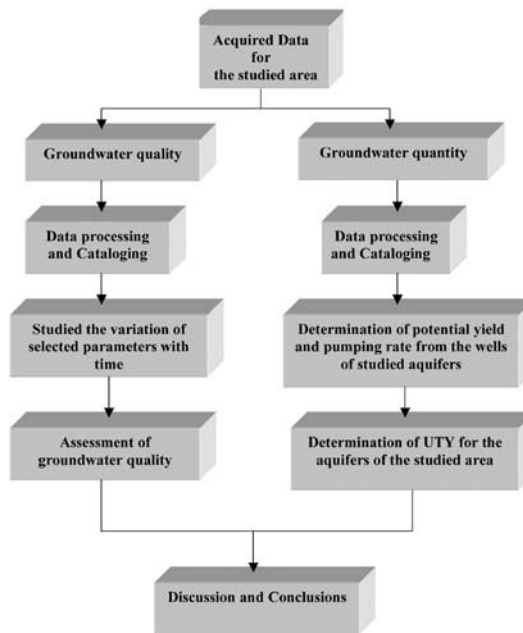 Acquired Data
for
the studied area
Groundwater quality
Groundwater quantity
Data processing
and Cataloging
Data processing
and Cataloging
Studied the variation of
selected parameters with
time
Determination of potential yield
and pumping rate from the wells
of studied aquifers
Assessment of
groundwater quality
Determination of UTY for the
aquifers of the studied area
Discussion and Conclusions